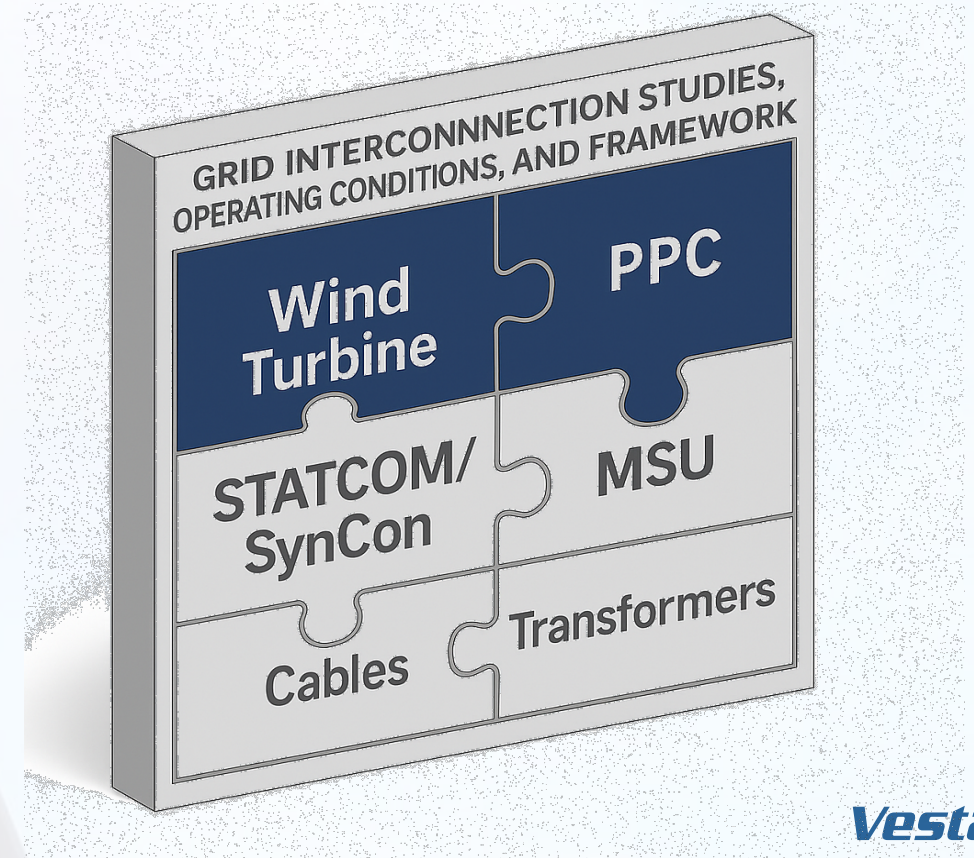 GRID INTERCONNNECTION STUDIES,
OPERATING CONDITIONS, AND FRAMEWORK
Wind
Turbine
PPC
STATCOM/
SynCon
MSU
Cables
Transformers
Vesta